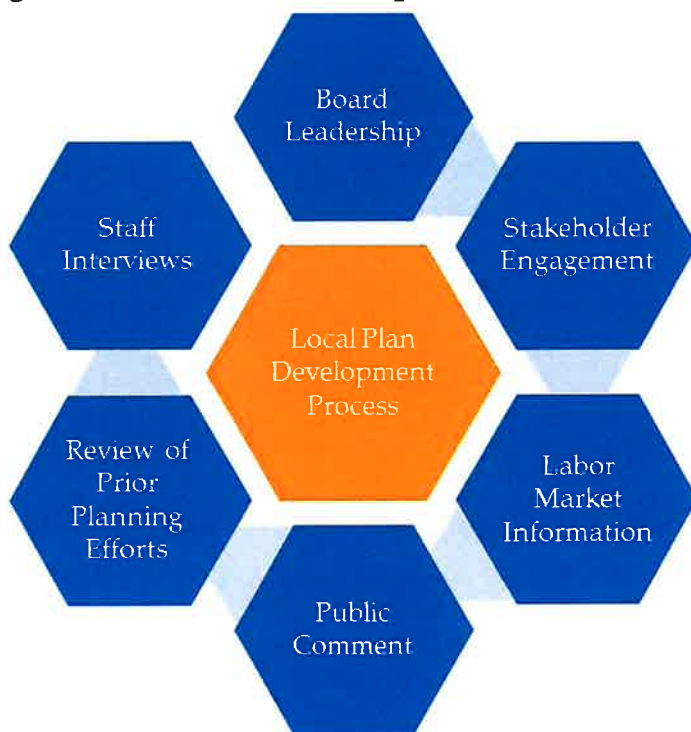 Board
Leadership
Stakeholder
Engagement
Labor
Market
Information
Public
Comment
Review of
Prior
Planning
Efforts
Staff
Interviews
Local Plan
Development
Process